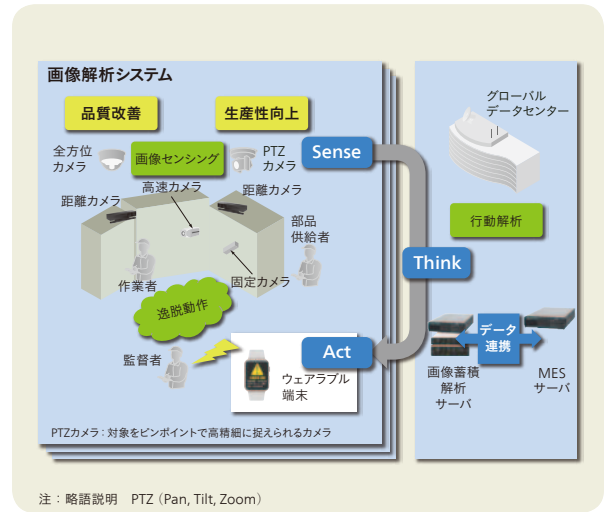 画像解析システム
品質改善
生産性向上
全方位
カメラ
画像センシング
PTZ
カメラ
Sense
高速カメラ
距離カメラ
距離カメラ
部品
供給者
作業者
固定カメラ
逸脱動作
監督者
Act
ウェアラブル
端末
PTZカメラ：対象をピンポイントで高精細に捉えられるカメラ
Think
グローバル
データセンター
行動解析
データ
連携
画像蓄積
解析
サーバ
MES
サーバ
注：略語説明　PTZ（Pan, Tilt, Zoom）